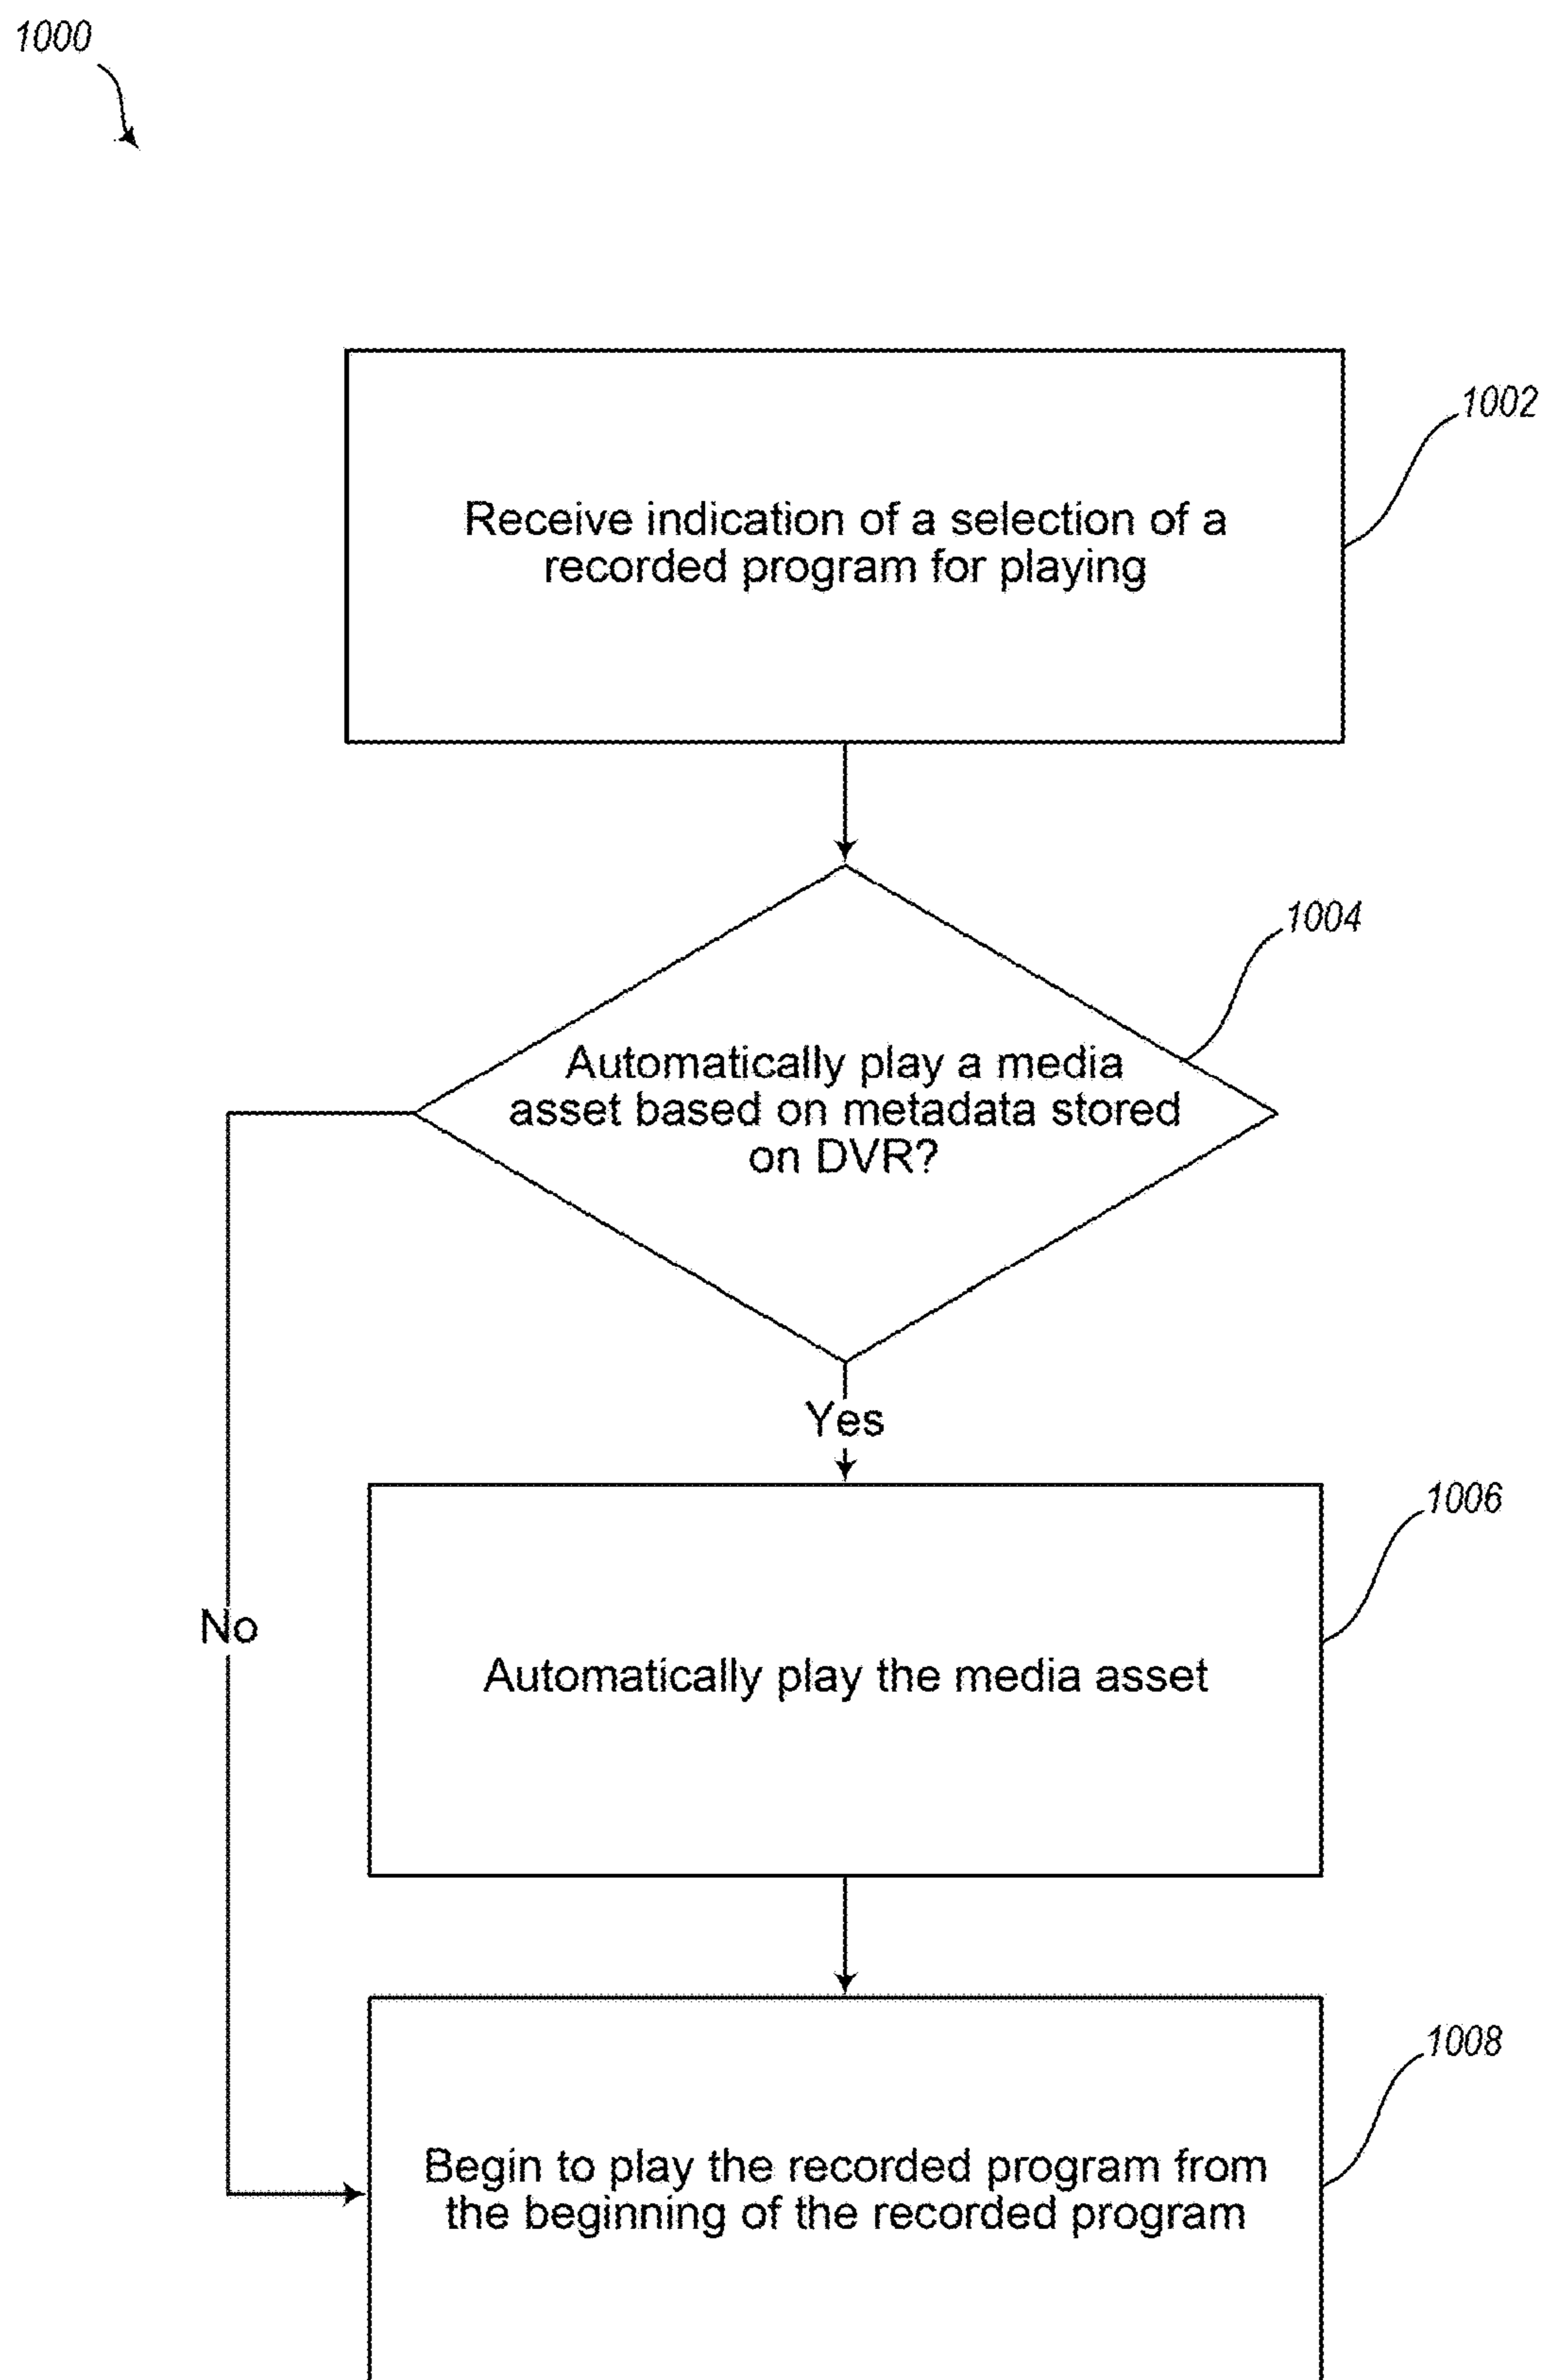 1000
1002
Receive indication of a selection of a
recorded program for playing
1004
Automatically play a media
asset based on metadata stored
on DVR?
Yes
1006
No
Automatically play the media asset
1008
Begin to play the recorded program from
the beginning of the recorded program